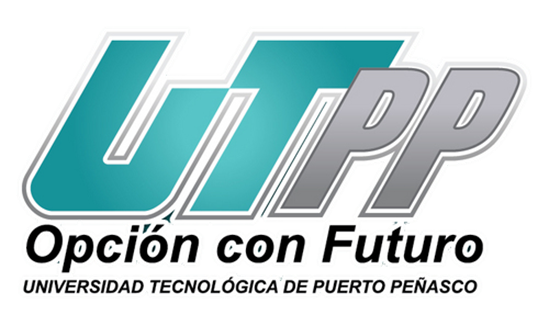 UTPP
Opción con Futuro
UNIVERSIDAD TECNOLÓGICA DE PUERTO PEÑASCO